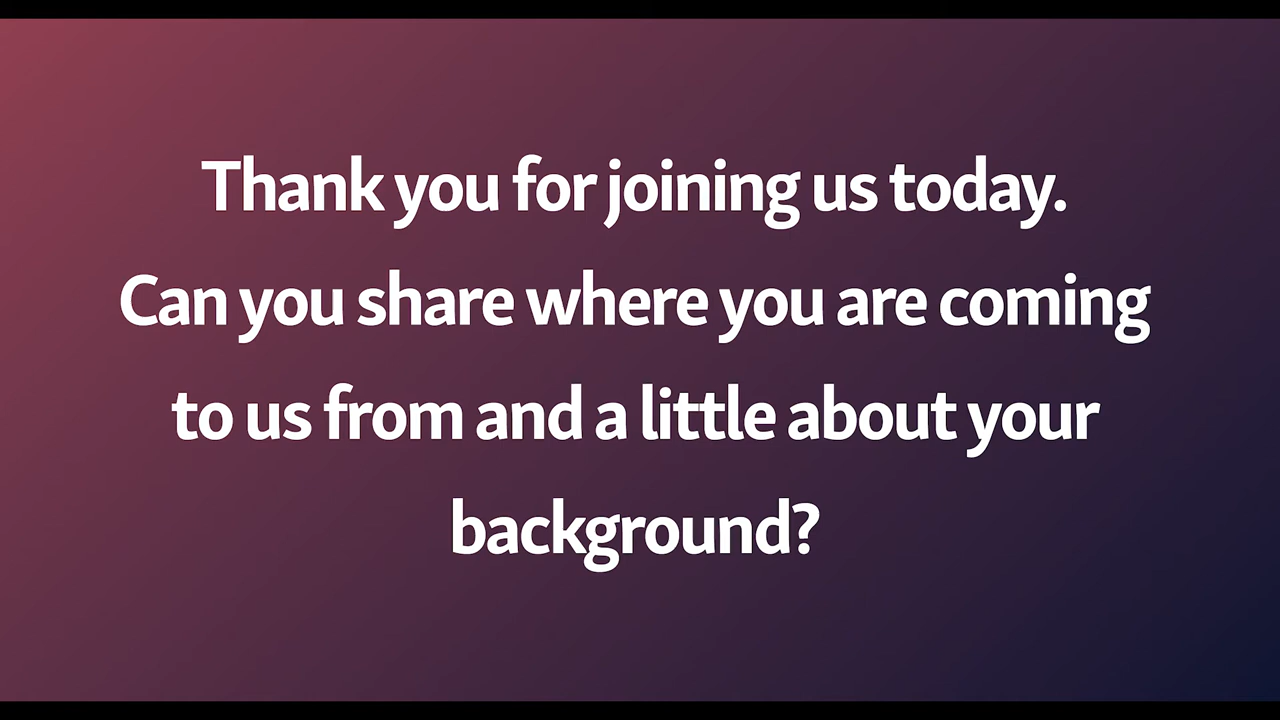 Thank you for joining us today.
Can you share where you are coming
to us from and a little about your
background?